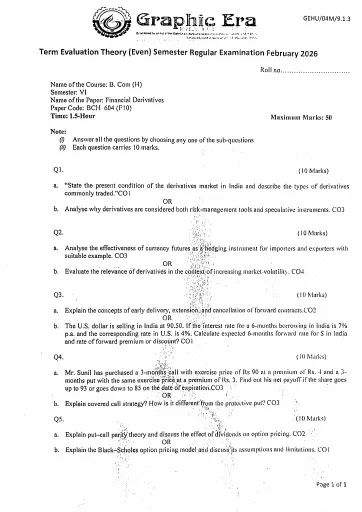 GEHU/04M/9.1.3
Graphic Era
Term Evaluation Theory (Even) Semester Regular Examination February 2026
Roll no..............................
Name of the Course: B. Com (H)
Semester: VI
Name of the Paper: Financial Derivatives
Paper Code: BCH 604 (F10)
Time: 1.5-Hour Maximum Marks: 50
Note:
(i) Answer all the questions by choosing any one of the sub-questions
(ii) Each question carries 10 marks.
Q1. (10 Marks)
a. "State the present condition of the derivatives market in India and describe the types of derivatives
commonly traded."CO1
OR
b. Analyse why derivatives are considered both risk-management tools and speculative instruments. CO3
Q2. (10 Marks)
a. Analyse the effectiveness of currency futures as a hedging instrument for importers and exporters with
suitable example. CO3
OR
b. Evaluate the relevance of derivatives in the context of increasing market volatility. CO4
Q3. (10 Marks)
a. Explain the concepts of early delivery, extension, and cancellation of forward contracts.CO2
OR
b. The U.S. dollar is selling in India at 90.50. If the interest rate for a 6-months borrowing in India is 7%
p.a. and the corresponding rate in U.S. is 4%. Calculate expected 6-months forward rate for $ in India
and rate of forward premium or discount? CO1
Q4. (10 Marks)
a. Mr. Sunil has purchased a 3-months call with exercise price of Rs 90 at a premium of Rs. 4 and a 3-
months put with the same exercise price at a premium of Rs. 3. Find out his net payoff if the share goes
up to 93 or goes down to 85 on the date of expiration.CO3
OR
b. Explain covered call strategy? How is it different from the protective put? CO3
Q5. (10 Marks)
a. Explain put-call parity theory and discuss the effect of dividends on option pricing. CO2
OR
b. Explain the Black–Scholes option pricing model and discuss its assumptions and limitations. CO1
Page 1 of 1